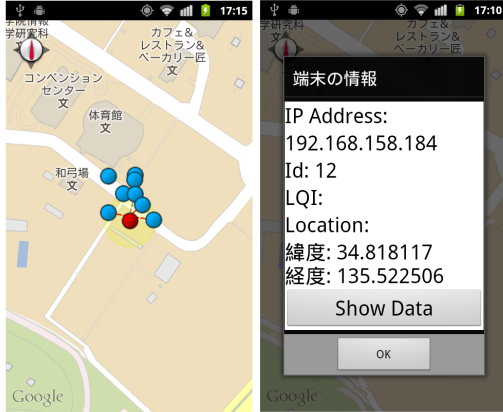 17:15
学院情報
学研究科
文
カフェ&
レストラン&
ベーカリー匠
文
コンベンション
センター
文
体育館
文
和弓場
文
Google
17:10
学研究科
カフェ&
レストラン&
ベーカリー匠
端末の情報
IP Address:
192.168.158.184
Id: 12
LQI:
Location:
緯度: 34.818117
経度: 135.522506
Show Data
OK
Google